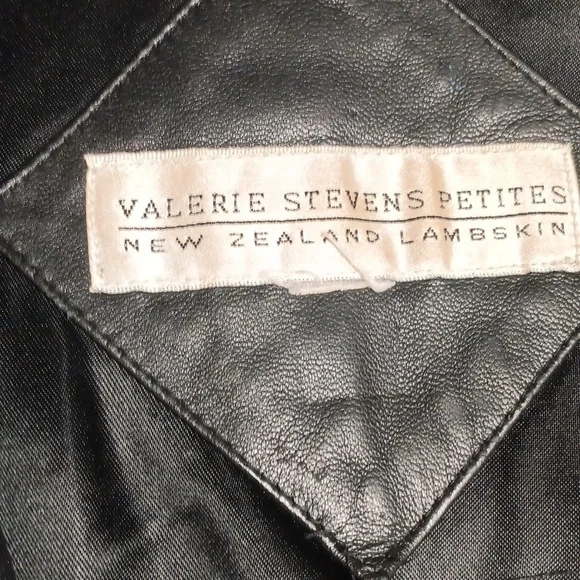 VALERIE STEVENS PETITES
NEW ZEALAND LAMBSKIN